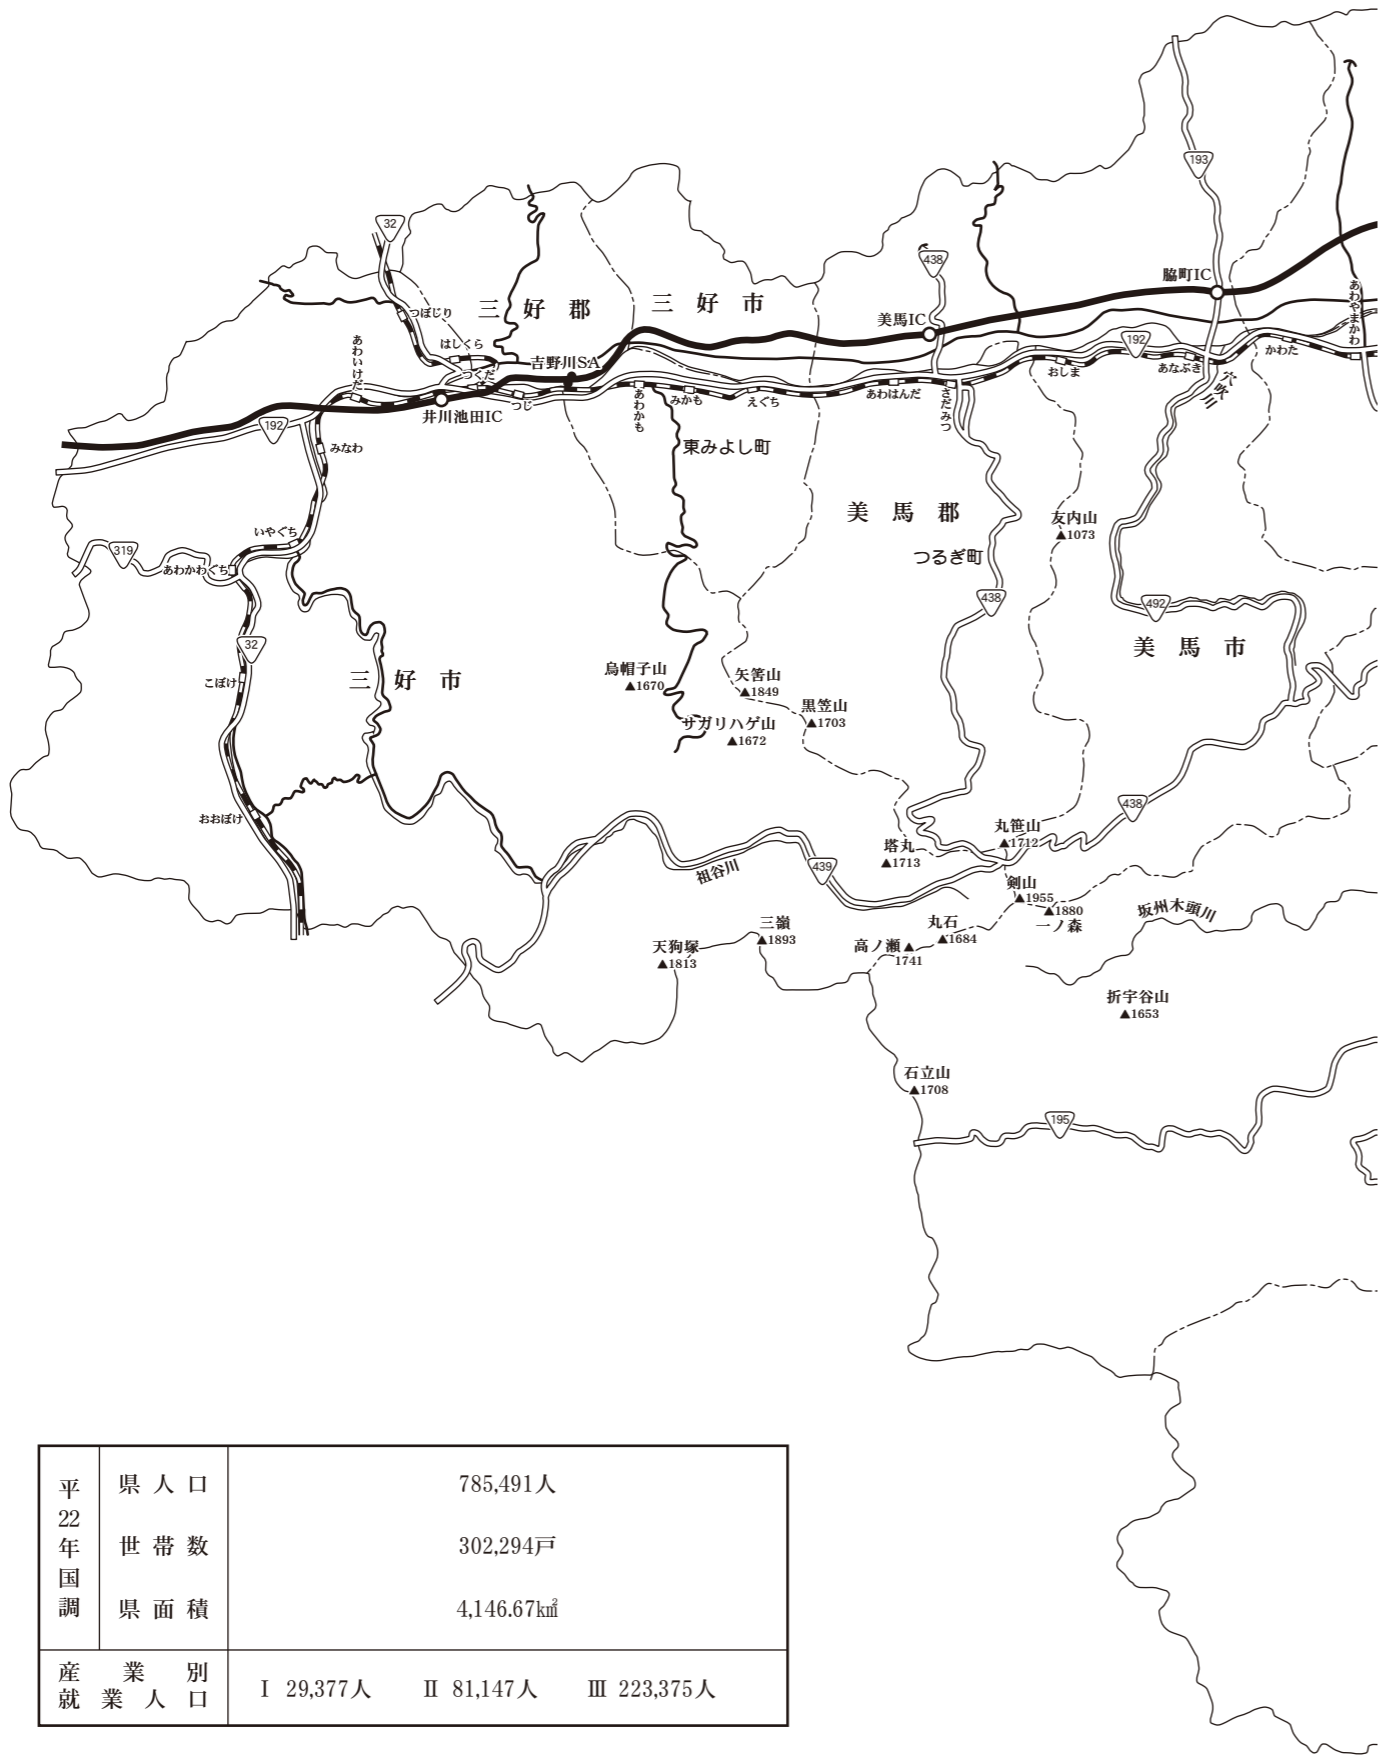 193
32
438
脇町IC
三好郡
三好市
つぼじり
あわやまかわ
美馬IC
はしくら
あわいけだ
吉野川SA
192
かわた
つくだ
おしま
あなぶき
穴吹川
つじ
あわかも
みかも
えぐち
あわはんだ
さだみつ
井川池田IC
192
みなわ
東みよし町
美馬郡
友内山
▲1073
いやぐち
319
あわかわぐち
つるぎ町
438
492
32
美馬市
こぼけ
三好市
烏帽子山
▲1670
矢筈山
▲1849
黒笠山
▲1703
サガリハゲ山
▲1672
438
おおぼけ
丸笹山
▲1712
塔丸
▲1713
439
祖谷川
剣山
▲1955
▲1880
一ノ森
坂州木頭川
三嶺
▲1893
丸石
▲1684
高ノ瀬▲
1741
天狗塚
▲1813
折宇谷山
▲1653
石立山
▲1708
195
平22年国調
県人口 785,491人
世帯数 302,294戸
県面積 4,146.67㎢
産業別就業人口 Ⅰ 29,377人 Ⅱ 81,147人 Ⅲ 223,375人